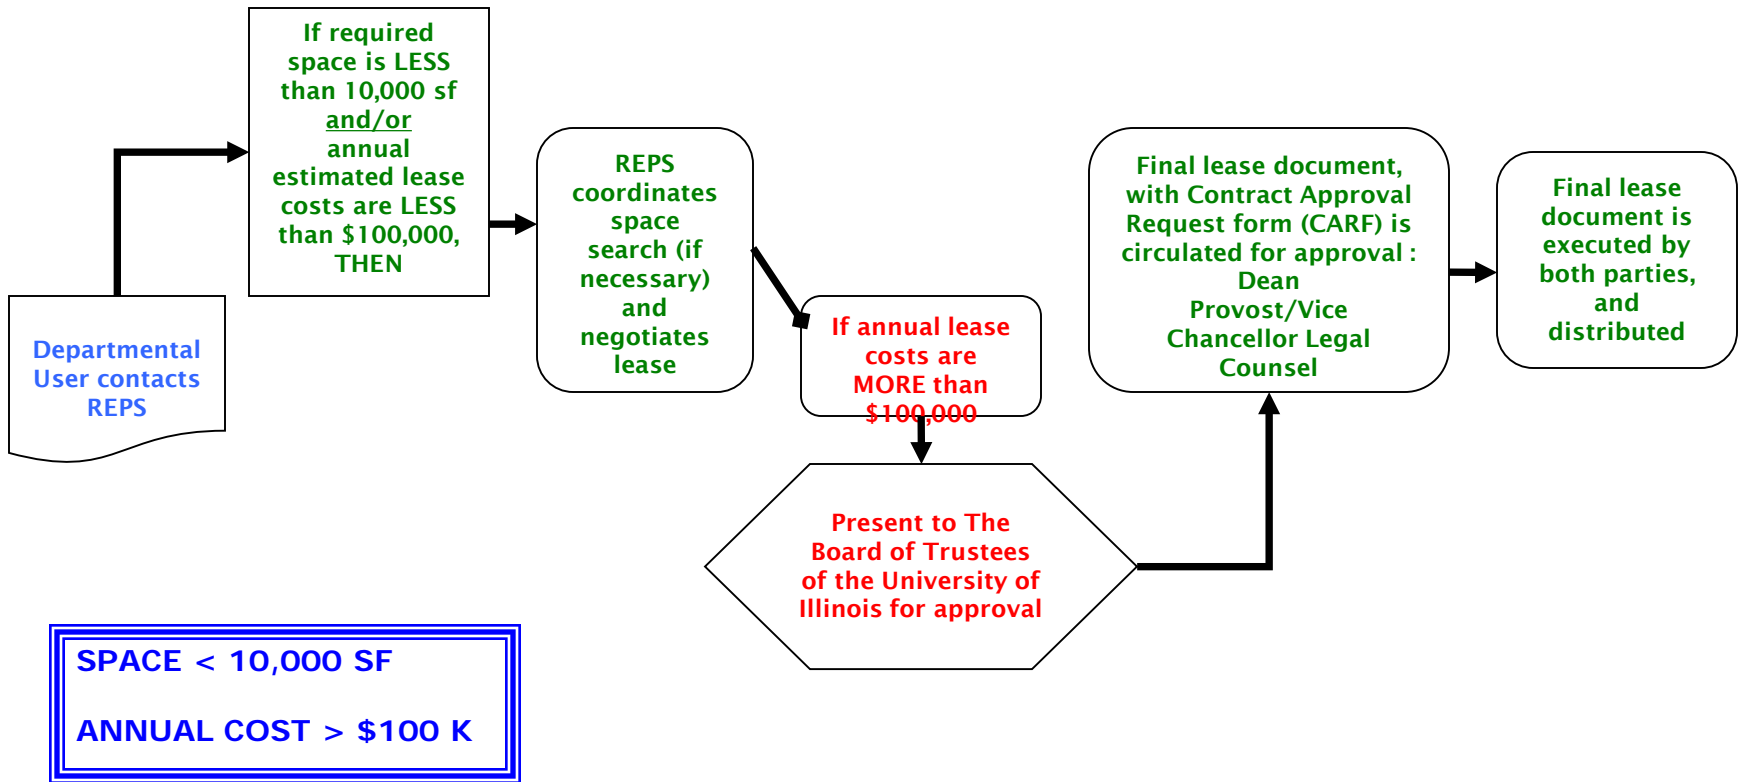 If required
space is LESS
than 10,000 sf
and/or
annual
estimated lease
costs are LESS
than $100,000,
THEN
Departmental
User contacts
REPS
REPS
coordinates
space
search (if
necessary)
and
negotiates
lease
If annual lease
costs are
MORE than
$100,000
Present to The
Board of Trustees
of the University of
Illinois for approval
Final lease document,
with Contract Approval
Request form (CARF) is
circulated for approval :
Dean
Provost/Vice
Chancellor Legal
Counsel
Final lease
document is
executed by
both parties,
and
distributed
SPACE < 10,000 SF
ANNUAL COST > $100 K